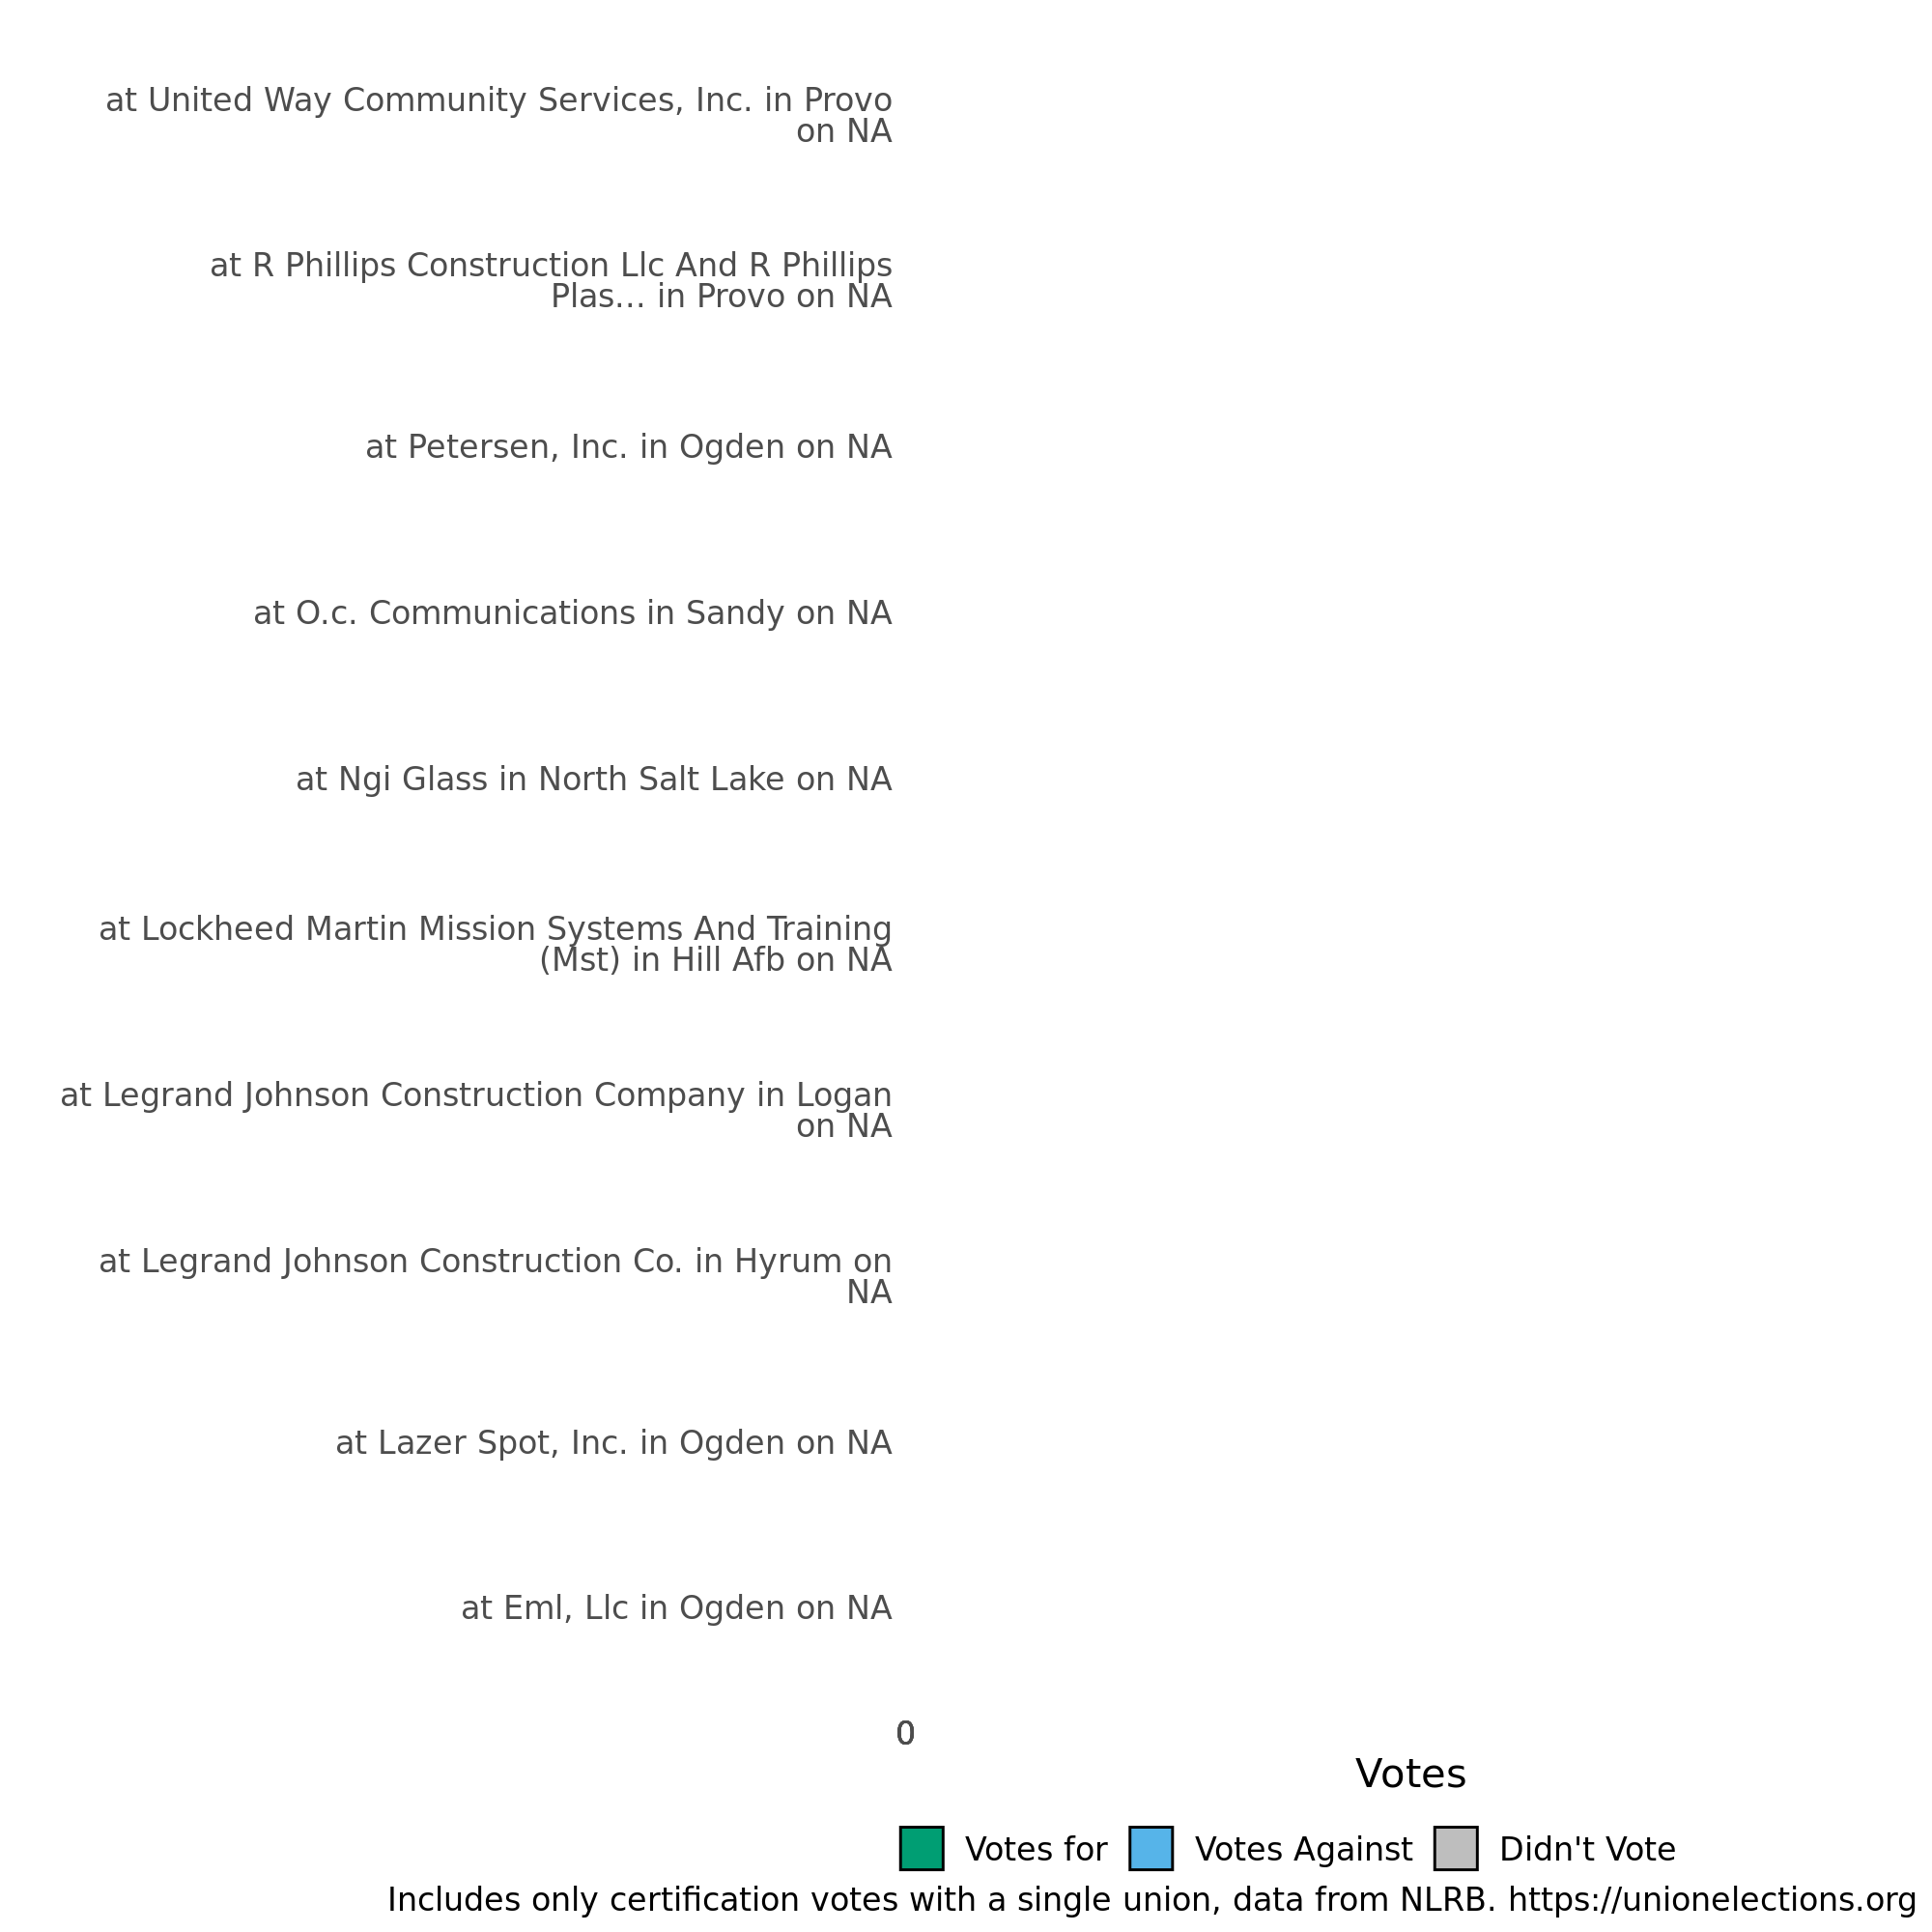 at United Way Community Services, Inc. in Provo
on NA
at R Phillips Construction Llc And R Phillips
Plas… in Provo on NA
at Petersen, Inc. in Ogden on NA
at O.c. Communications in Sandy on NA
at Ngi Glass in North Salt Lake on NA
at Lockheed Martin Mission Systems And Training
(Mst) in Hill Afb on NA
at Legrand Johnson Construction Company in Logan
on NA
at Legrand Johnson Construction Co. in Hyrum on
NA
at Lazer Spot, Inc. in Ogden on NA
at Eml, Llc in Ogden on NA
0
Votes
Votes for Votes Against Didn't Vote
Includes only certification votes with a single union, data from NLRB. https://unionelections.org